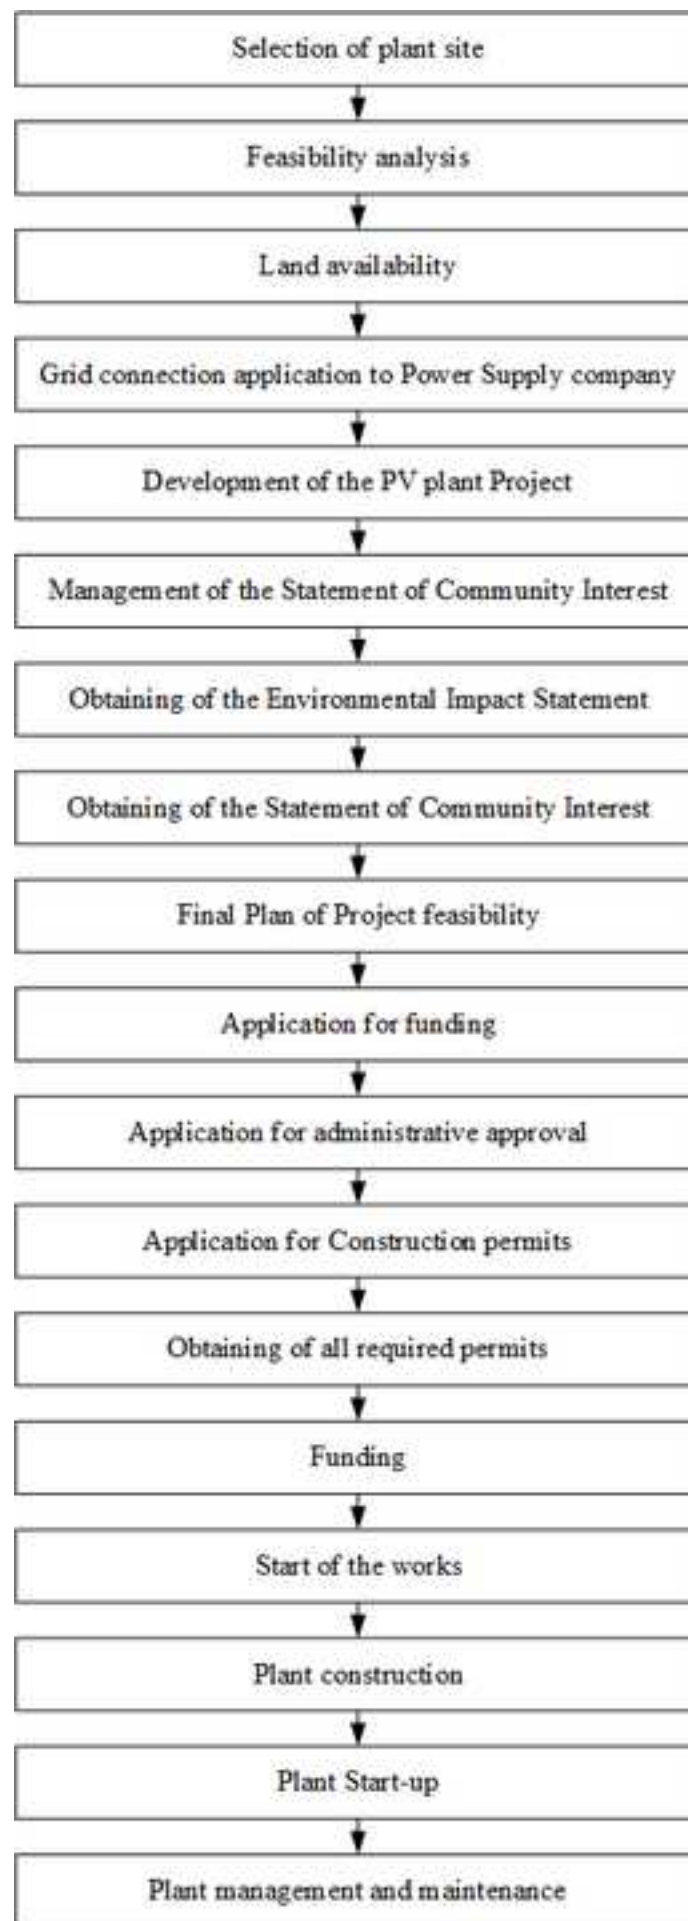 Selection of plant site
Feasibility analysis
Land availability
Grid connection application to Power Supply company
Development of the PV plant Project
Management of the Statement of Community Interest
Obtaining of the Environmental Impact Statement
Obtaining of the Statement of Community Interest
Final Plan of Project feasibility
Application for funding
Application for administrative approval
Application for Construction permits
Obtaining of all required permits
Funding
Start of the works
Plant construction
Plant Start-up
Plant management and maintenance